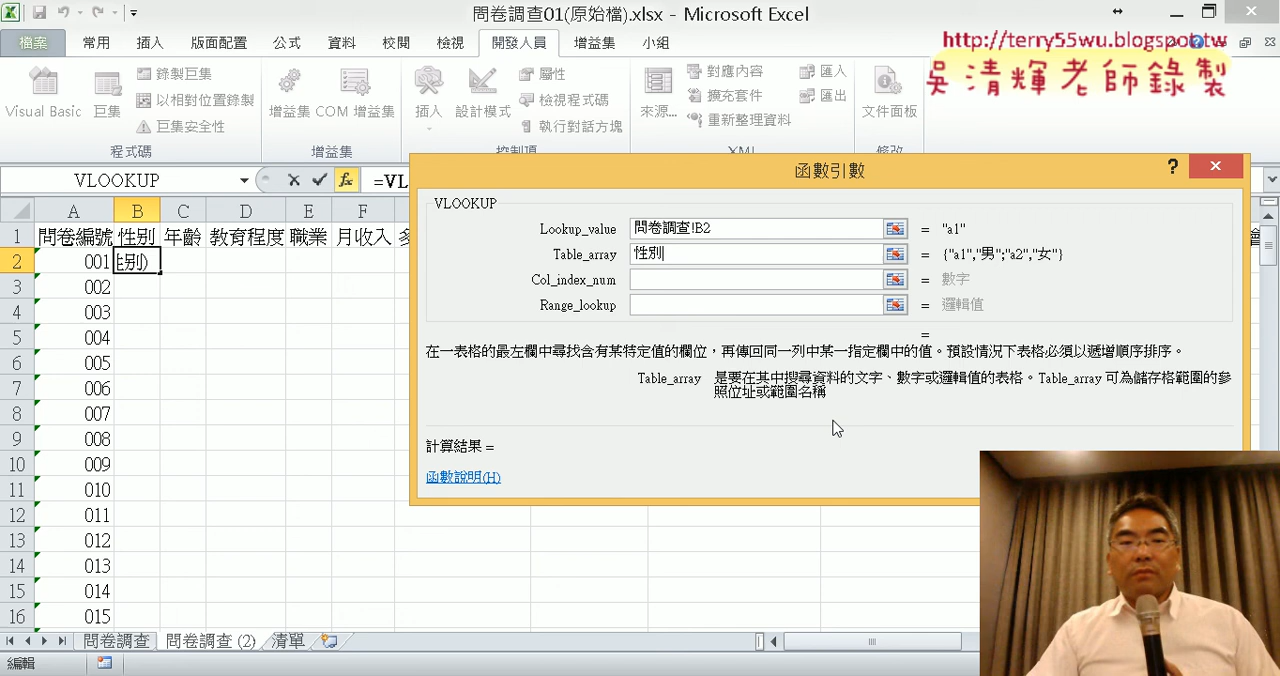 問卷調查01(原始檔).xlsx - Microsoft Excel
檔案 常用 插入 版面配置 公式 資料 校閱 檢視 開發人員 增益集 小組
http://terry55wu.blogspot.tw
吳清輝老師錄製
Visual Basic 巨集 錄製巨集 以相對位置錄製 巨集安全性
增益集 COM 增益集
插入 設計模式 屬性 檢視程式碼 執行對話方塊
來源... 對應內容 擴充套件 重新整理資料 匯入 匯出
文件面板
程式碼 增益集 控制項 XML 修改
VLOOKUP =VL
函數引數
VLOOKUP
Lookup_value 問卷調查!B2 = "a1"
Table_array 性別 = {"a1","男";"a2","女"}
Col_index_num = 數字
Range_lookup = 邏輯值
=
在一表格的最左欄中尋找含有某特定值的欄位，再傳回同一列中某一指定欄中的值。預設情況下表格必須以遞增順序排序。
Table_array 是要在其中搜尋資料的文字、數字或邏輯值的表格。Table_array 可為儲存格範圍的參
照位址或範圍名稱
計算結果 =
函數說明(H)
A B C D E F
1 問卷編號 性別 年齡 教育程度 職業 月收入
2 001 性別)
3 002
4 003
5 004
6 005
7 006
8 007
9 008
10 009
11 010
12 011
13 012
14 013
15 014
16 015
問卷調查 問卷調查 (2) 清單
編輯